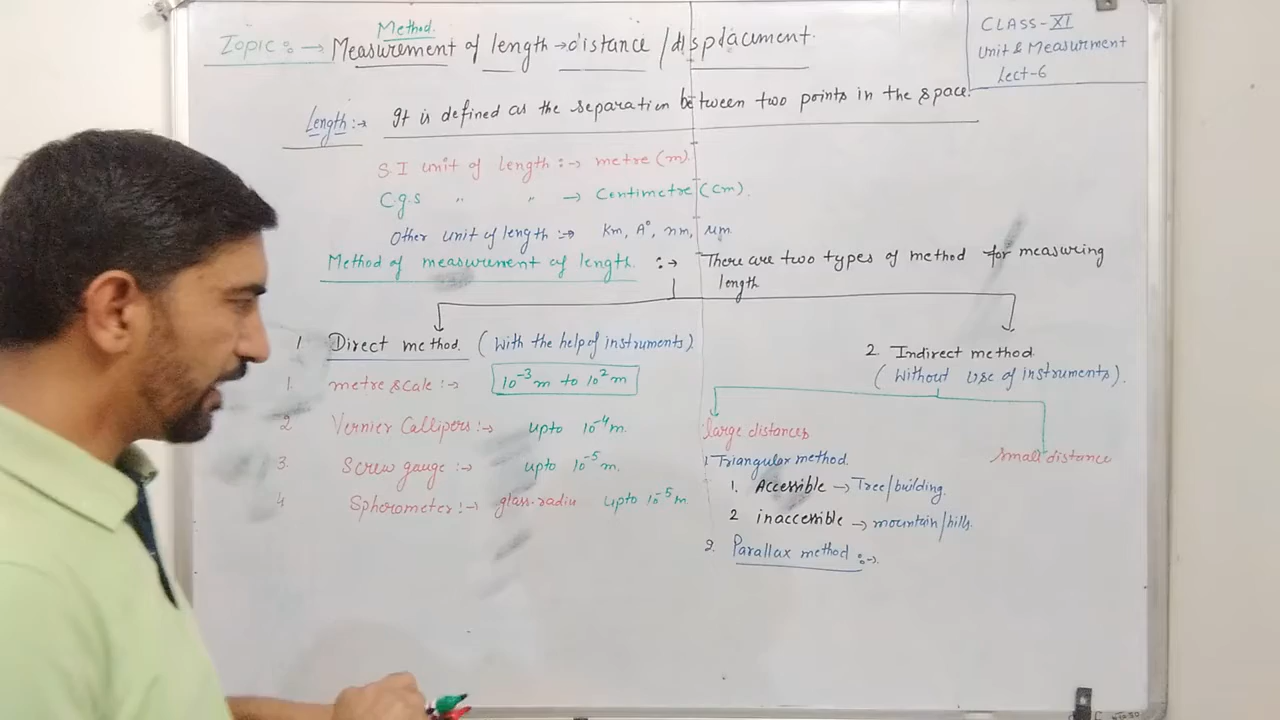 Method.
Topic :- → Measurement of length → distance / displacument.
CLASS-XI
Unit & Measurment
Lect-6
Length :→ It is defined as the separation between two points in the space.
S.I unit of length :→ metre (m).
C.g.s " " → Centimetre (cm).
Other unit of length :→ Km, A°, nm, μm.
Method of measurement of length. :→ There are two types of method for measuring
length
1. Direct method. (With the help of instruments)
2. Indirect method
(Without use of instruments).
1. metre scale :→ 10⁻³ m to 10² m
2 Vernier Callipers :→ upto 10⁻⁴ m.
3. Screw gauge :→ upto 10⁻⁵ m.
4 Spherometer :→ glass-radiu upto 10⁻⁵ m
large distances
small distance
1 Triangular method.
1. Accessible → Tree/building.
2 inaccessible → mountain/hills.
2. Parallax method :→.